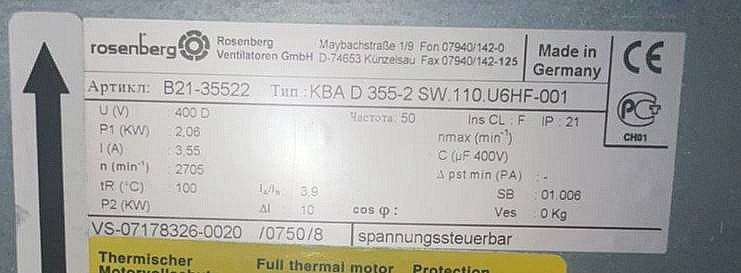 rosenberg Rosenberg Maybachstraße 1/9 Fon 07940/142-0
Ventilatoren GmbH D-74653 Künzelsau Fax 07940/142-125
Made in
Germany
CE
Артикл: B21-35522 Тип :KBA D 355-2 SW.110.U6HF-001
PC
CH01
U (V) : 400 D Частота: 50 Ins CL : F IP : 21
P1 (KW) : 2,06 nmax (min⁻¹)
I (A) : 3,55 C (µF 400V)
n (min⁻¹) : 2705 Δ pst min (PA) : -
tR (°C) : 100 IA/IN : 3,9 SB : 01.006
P2 (KW) ΔI : 10 cos φ : Ves : 0 Kg
VS-07178326-0020 /0750/8 spannungssteuerbar
Thermischer Full thermal motor Protection
Motorvollschutz